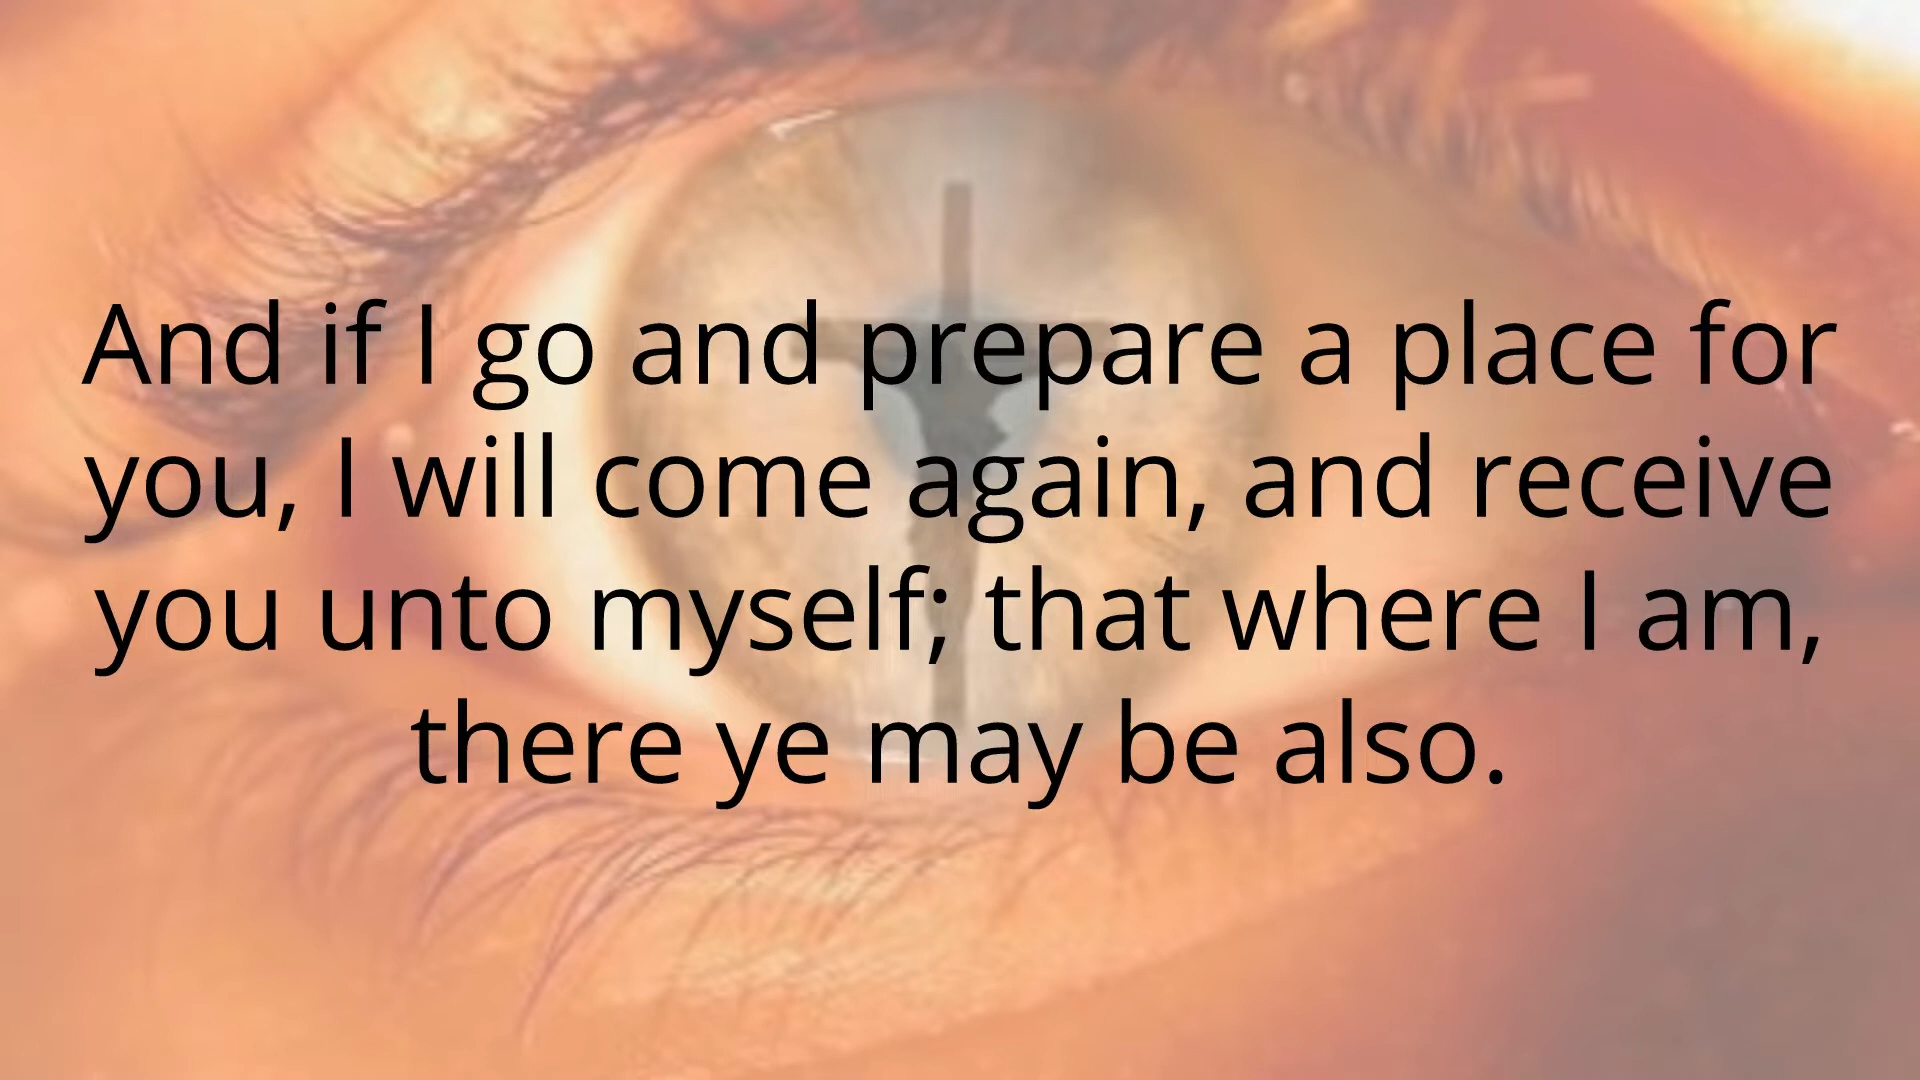 And if I go and prepare a place for
you, I will come again, and receive
you unto myself; that where I am,
there ye may be also.